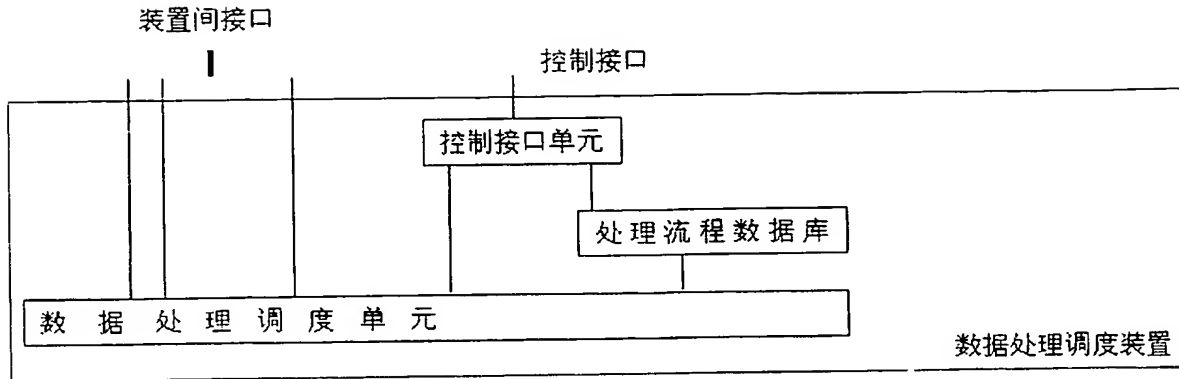 装置间接口
控制接口
控制接口单元
处理流程数据库
数据处理调度单元
数据处理调度装置